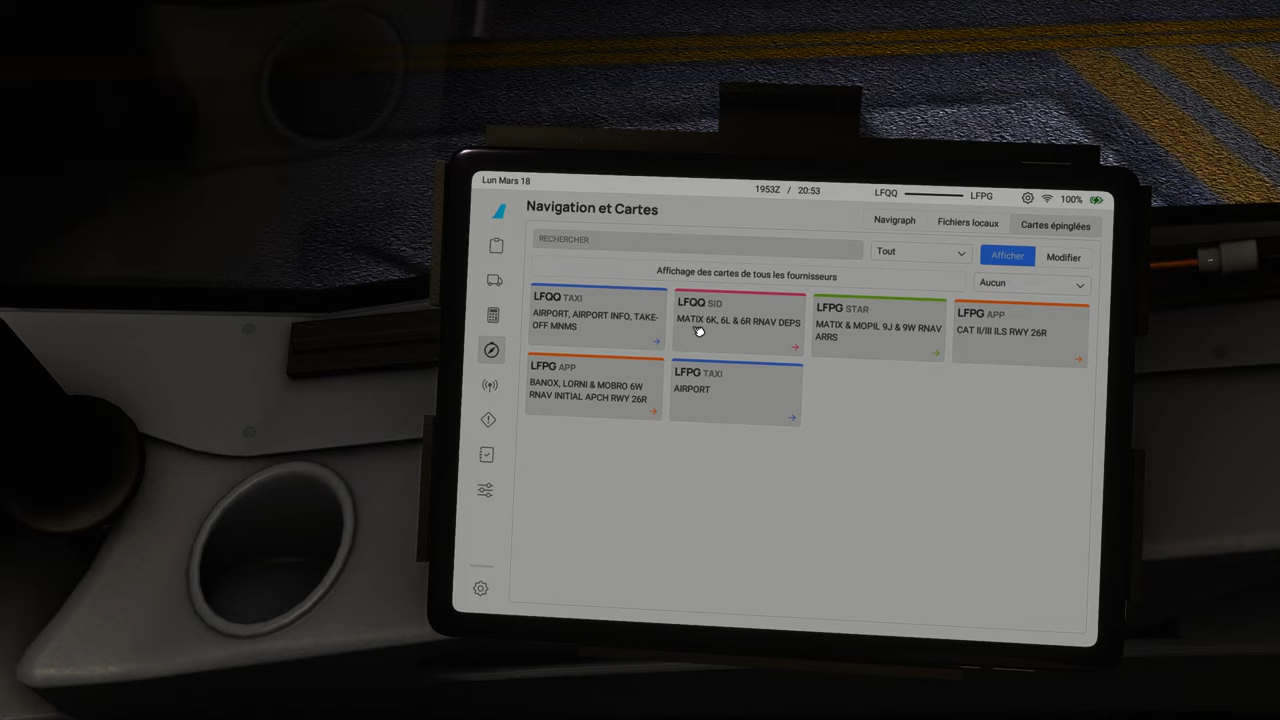 Lun Mars 18
1953Z / 20:53
LFQQ
LFPG
100%
Navigation et Cartes
Navigraph
Fichiers locaux
Cartes épinglées
RECHERCHER
Tout
Afficher
Modifier
Affichage des cartes de tous les fournisseurs
Aucun
LFQQ TAXI
AIRPORT, AIRPORT INFO, TAKE-
OFF MNMS
LFQQ SID
MATIX 6K, 6L & 6R RNAV DEPS
LFPG STAR
MATIX & MOPIL 9J & 9W RNAV
ARRS
LFPG APP
CAT II/III ILS RWY 26R
LFPG APP
BANOX, LORNI & MOBRO 6W
RNAV INITIAL APCH RWY 26R
LFPG TAXI
AIRPORT